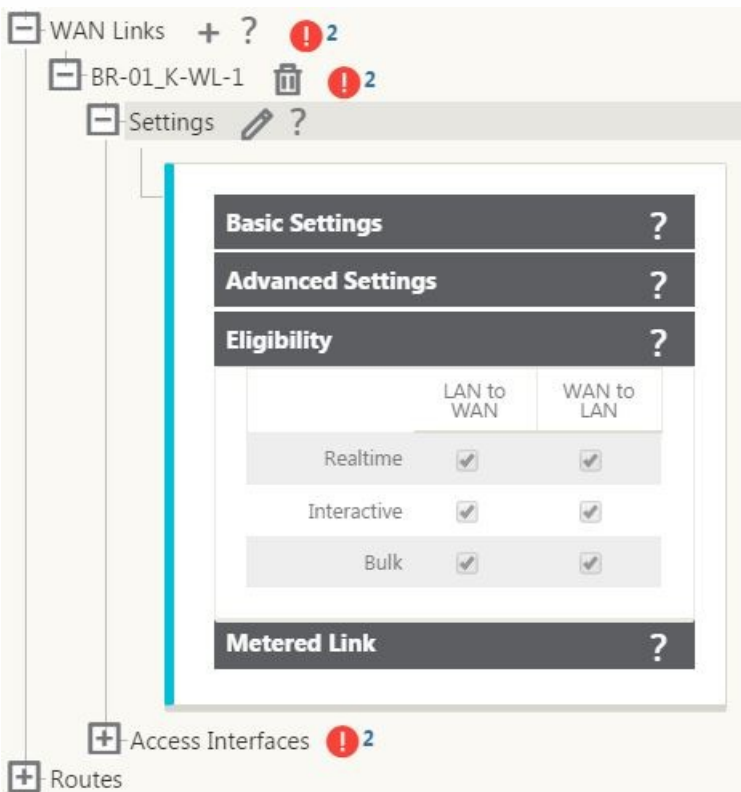 WAN Links + ? ! 2
BR-01_K-WL-1 ! 2
Settings ?
Basic Settings ?
Advanced Settings ?
Eligibility ?
LAN to WAN to
WAN LAN
Realtime
Interactive
Bulk
Metered Link ?
Access Interfaces ! 2
Routes